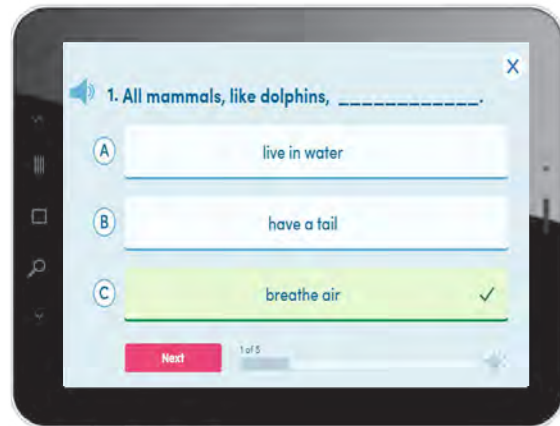 X
1. All mammals, like dolphins, ____________.
A live in water
B have a tail
C breathe air
Next 1 of 5